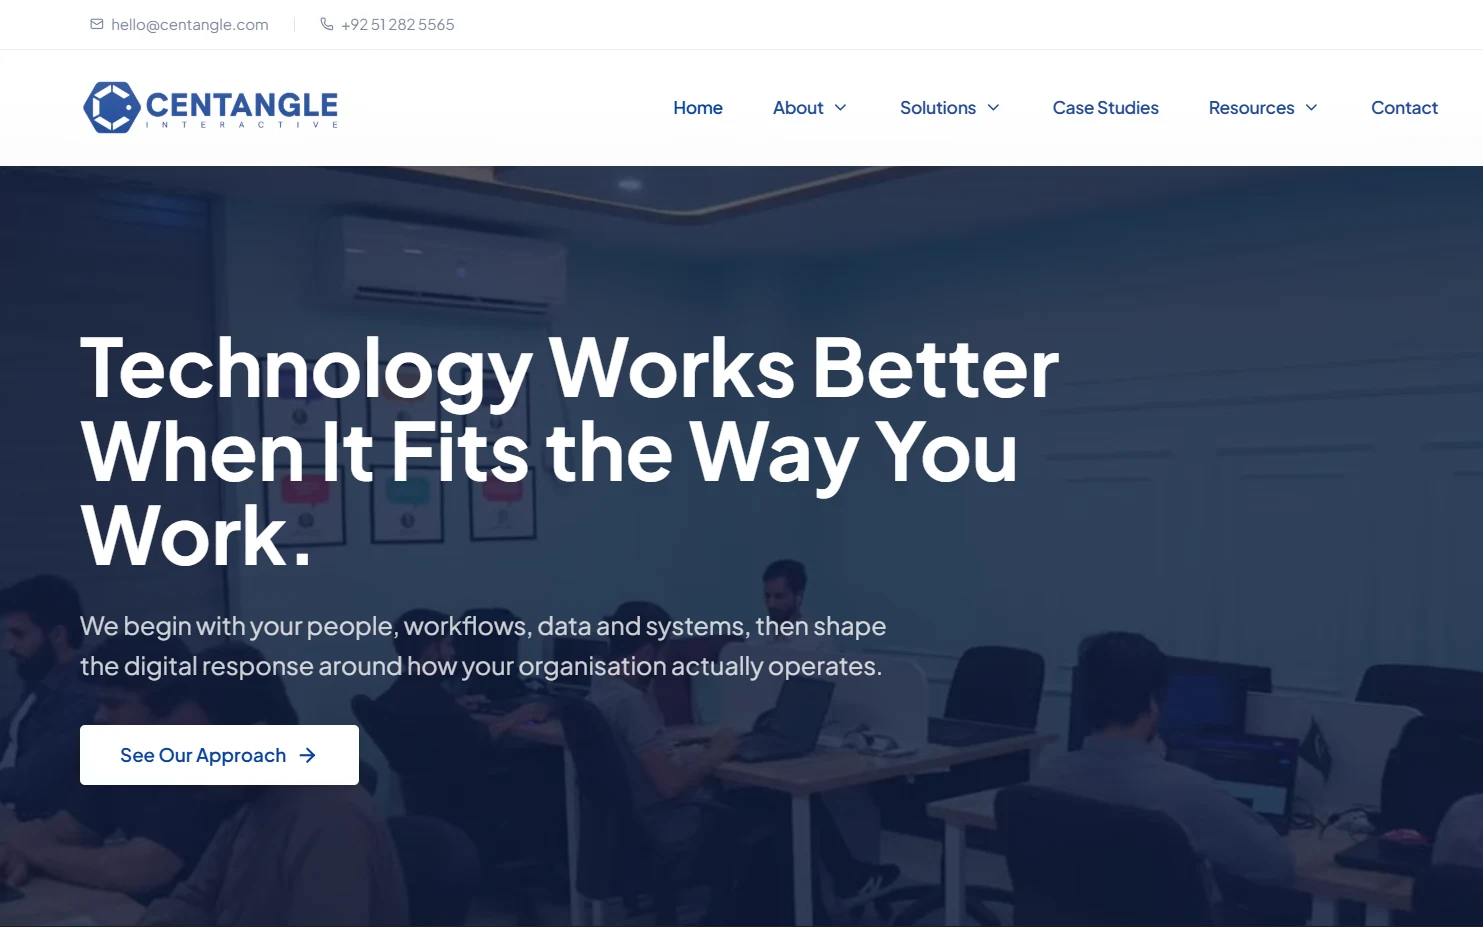 hello@centangle.com
+92 51 282 5565
CENTANGLE
INTERACTIVE
Home
About
Solutions
Case Studies
Resources
Contact
Technology Works Better
When It Fits the Way You
Work.
We begin with your people, workflows, data and systems, then shape
the digital response around how your organisation actually operates.
See Our Approach